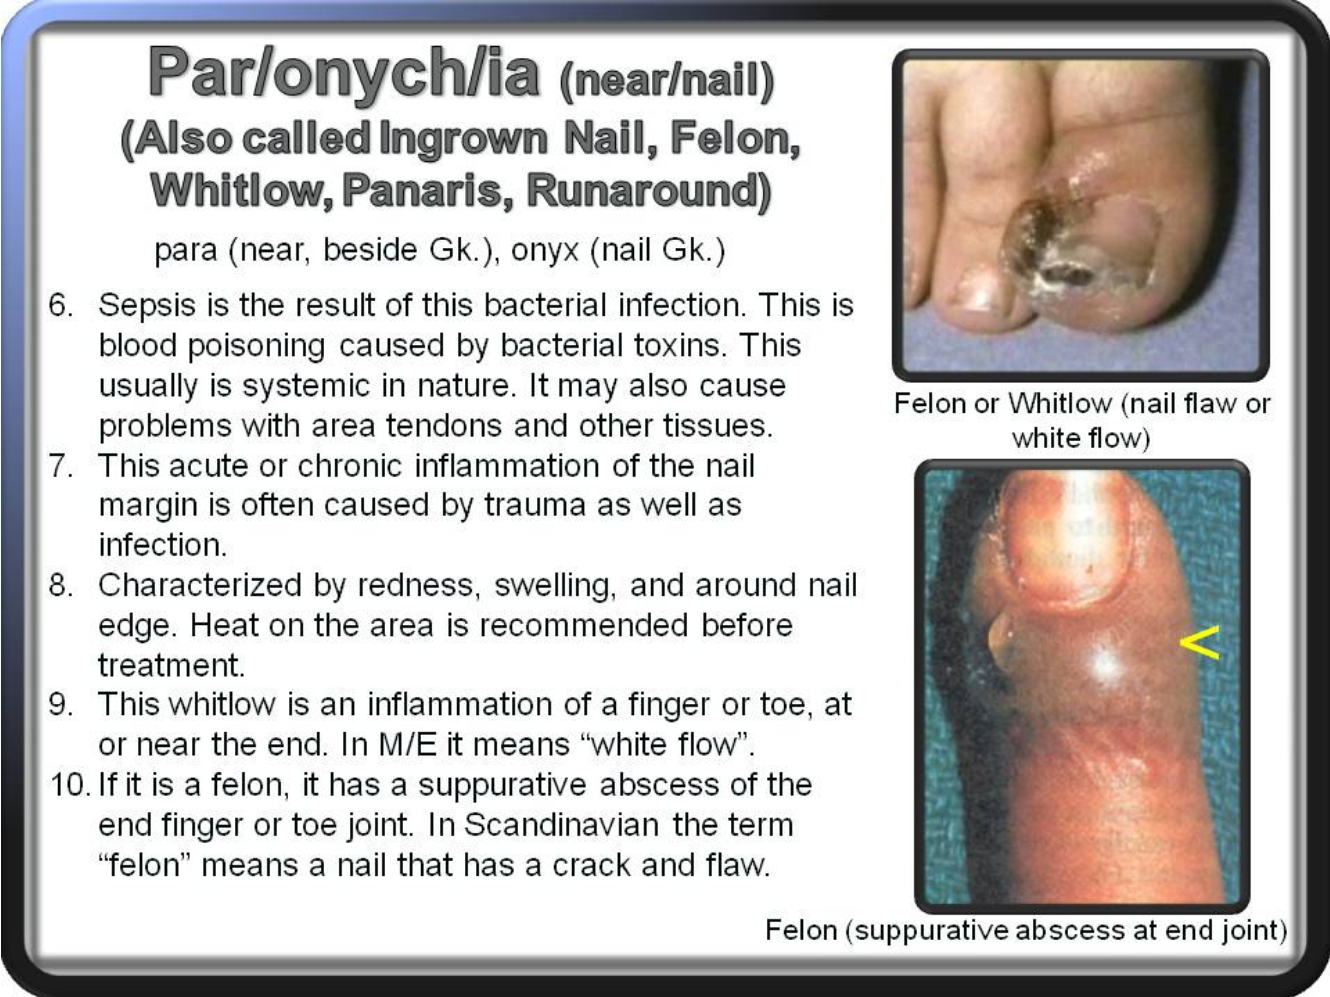 Par/onych/ia (near/nail)
(Also called Ingrown Nail, Felon,
Whitlow, Panaris, Runaround)
para (near, beside Gk.), onyx (nail Gk.)
6. Sepsis is the result of this bacterial infection. This is
blood poisoning caused by bacterial toxins. This
usually is systemic in nature. It may also cause
problems with area tendons and other tissues.
7. This acute or chronic inflammation of the nail
margin is often caused by trauma as well as
infection.
8. Characterized by redness, swelling, and around nail
edge. Heat on the area is recommended before
treatment.
9. This whitlow is an inflammation of a finger or toe, at
or near the end. In M/E it means “white flow”.
10. If it is a felon, it has a suppurative abscess of the
end finger or toe joint. In Scandinavian the term
“felon” means a nail that has a crack and flaw.
Felon or Whitlow (nail flaw or
white flow)
<
Felon (suppurative abscess at end joint)